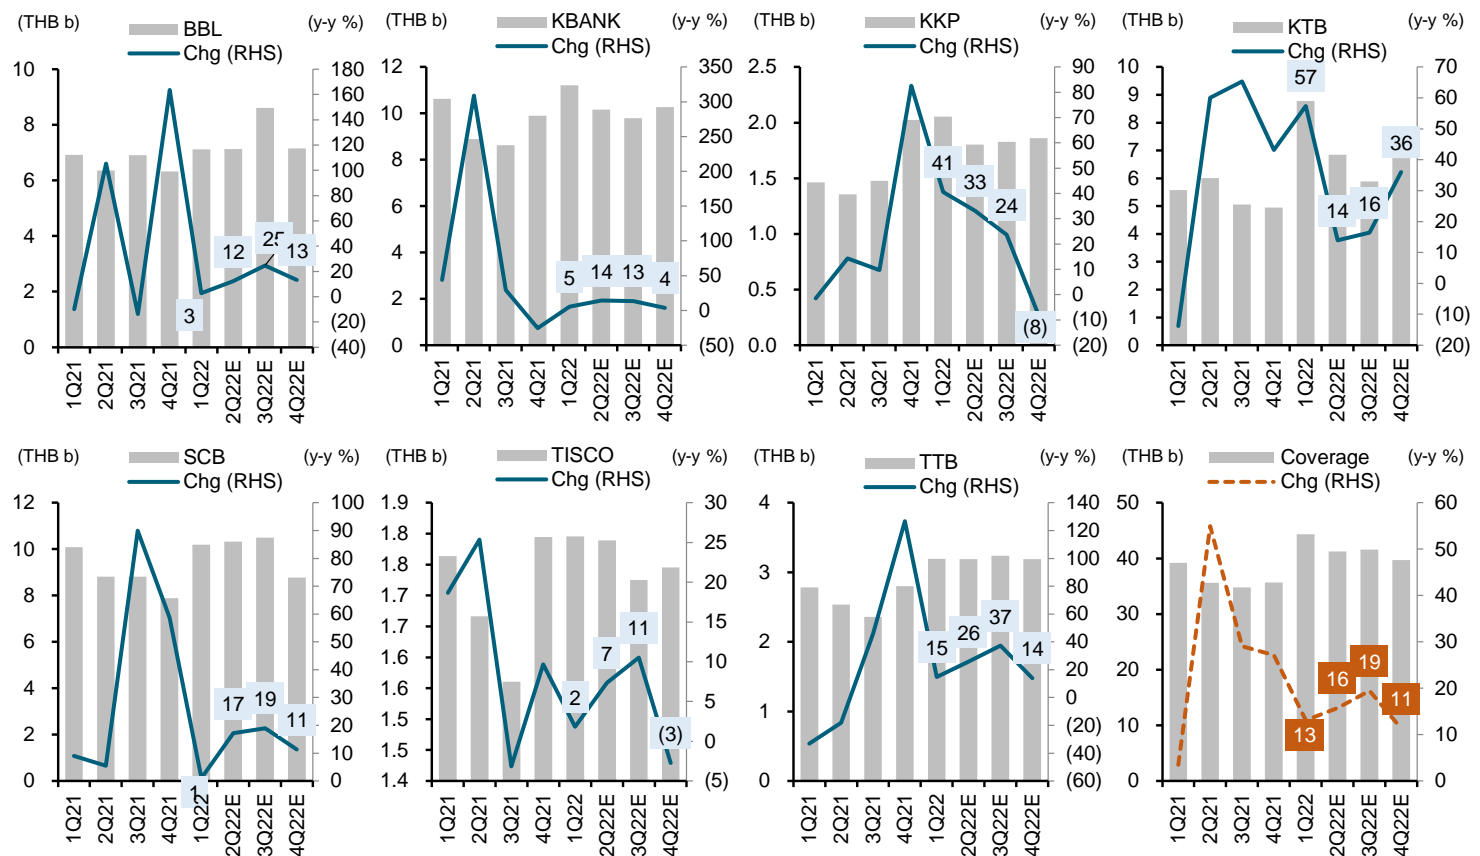 (THB b) BBL (y-y %)
Chg (RHS)
10 180
160
8 140
120
6 100
80
4 60
40
2 20
0
(20)
0 (40)
3 12 25 13
1Q21 2Q21 3Q21 4Q21 1Q22 2Q22E 3Q22E 4Q22E
(THB b) KBANK (y-y %)
Chg (RHS)
12 350
10 300
250
8 200
6 150
4 100
50
2 0
0 (50)
5 14 13 4
1Q21 2Q21 3Q21 4Q21 1Q22 2Q22E 3Q22E 4Q22E
(THB b) KKP (y-y %)
Chg (RHS)
2.5 90
80
2.0 70
60
1.5 50
40
1.0 30
20
0.5 10
0
(10)
0.0 (20)
41 33 24 (8)
1Q21 2Q21 3Q21 4Q21 1Q22 2Q22E 3Q22E 4Q22E
(THB b) KTB (y-y %)
Chg (RHS)
10 70
9 60
8 50
7 40
6 30
5 20
4 10
3 0
2 (10)
1
0 (20)
57 14 16 36
1Q21 2Q21 3Q21 4Q21 1Q22 2Q22E 3Q22E 4Q22E
(THB b) SCB (y-y %)
Chg (RHS)
12 100
90
10 80
70
8 60
6 50
40
4 30
20
2 10
0 0
1 17 19 11
1Q21 2Q21 3Q21 4Q21 1Q22 2Q22E 3Q22E 4Q22E
(THB b) TISCO (y-y %)
Chg (RHS)
1.9 30
1.8 25
1.8 20
1.7 15
1.7 10
1.6 5
1.6 0
1.5 (5)
1.5
1.4
2 7 11 (3)
1Q21 2Q21 3Q21 4Q21 1Q22 2Q22E 3Q22E 4Q22E
(THB b) TTB (y-y %)
Chg (RHS)
4 140
120
3 100
80
60
2 40
20
1 0
(20)
(40)
0 (60)
15 26 37 14
1Q21 2Q21 3Q21 4Q21 1Q22 2Q22E 3Q22E 4Q22E
(THB b) Coverage (y-y %)
Chg (RHS)
50 60
40 50
30 40
20 30
10 20
0 10
0
13 16 19 11
1Q21 2Q21 3Q21 4Q21 1Q22 2Q22E 3Q22E 4Q22E